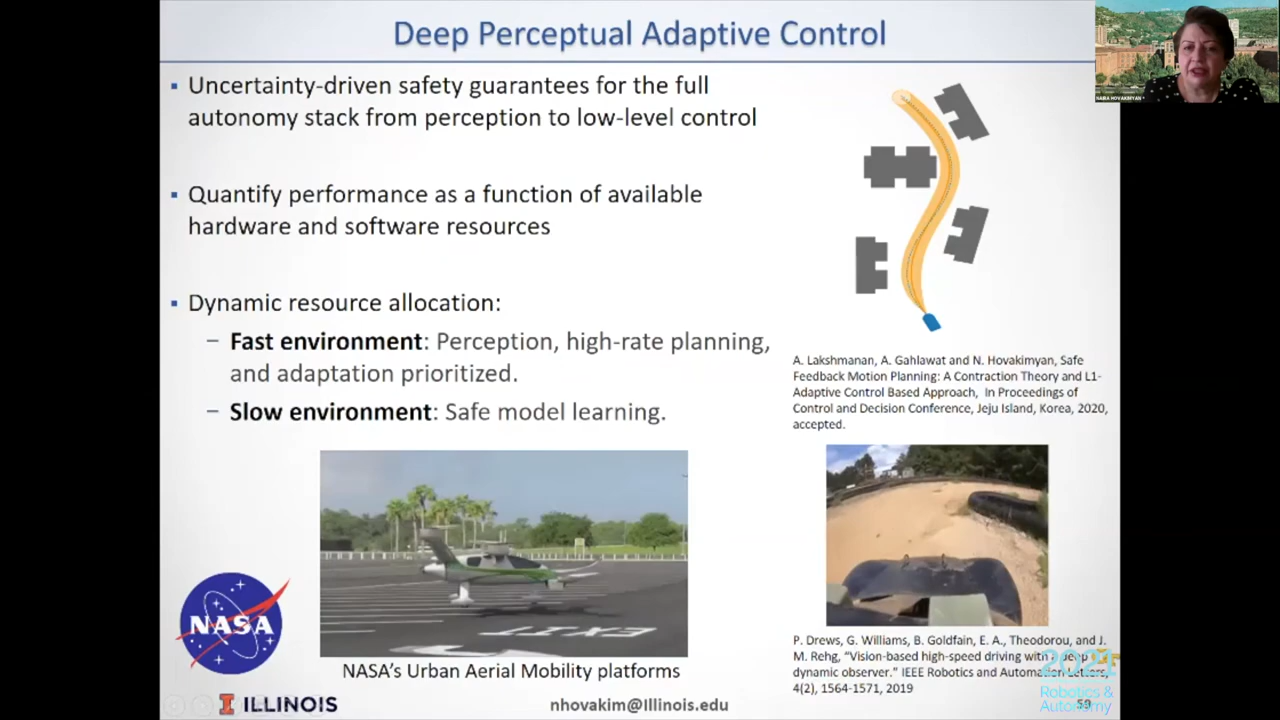 Deep Perceptual Adaptive Control
▪ Uncertainty-driven safety guarantees for the full
autonomy stack from perception to low-level control
▪ Quantify performance as a function of available
hardware and software resources
▪ Dynamic resource allocation:
– Fast environment: Perception, high-rate planning,
and adaptation prioritized.
– Slow environment: Safe model learning.
NAIRA HOVAKIMYAN
A. Lakshmanan, A. Gahlawat and N. Hovakimyan, Safe
Feedback Motion Planning: A Contraction Theory and L1-
Adaptive Control Based Approach, In Proceedings of
Control and Decision Conference, Jeju Island, Korea, 2020,
accepted.
EXIT
NASA
NASA's Urban Aerial Mobility platforms
P. Drews, G. Williams, B. Goldfain, E. A., Theodorou, and J.
M. Rehg, "Vision-based high-speed driving with a deep
dynamic observer." IEEE Robotics and Automation Letters,
4(2), 1564-1571, 2019
I ILLINOIS
nhovakim@Illinois.edu
2021
Robotics &
Autonomy